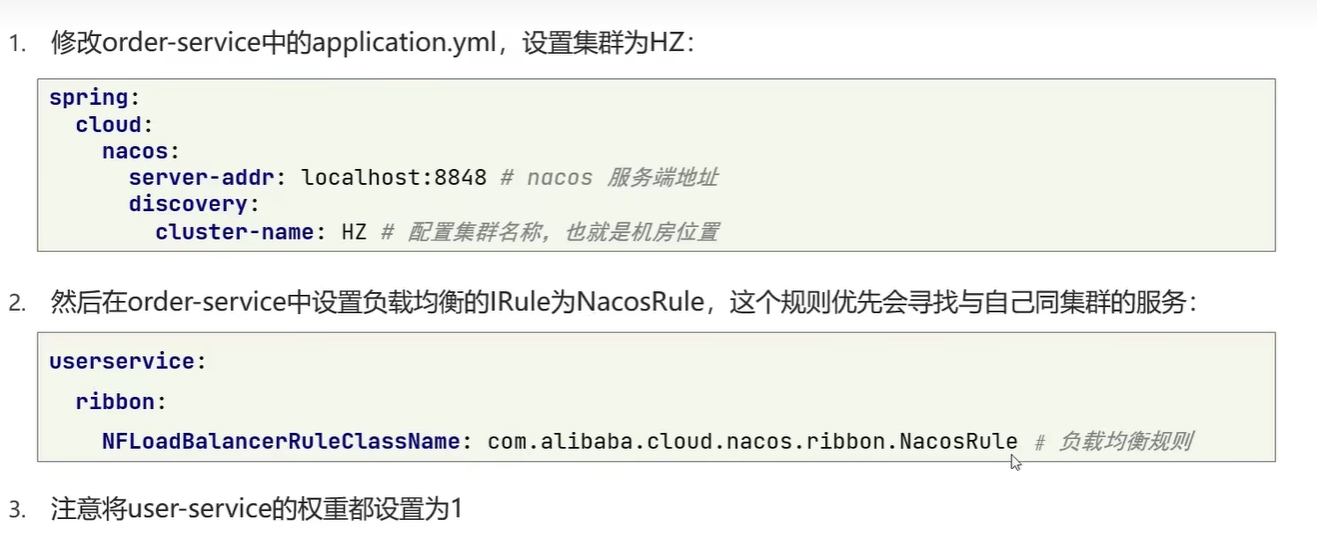 1. 修改order-service中的application.yml，设置集群为HZ：
spring:
  cloud:
    nacos:
      server-addr: localhost:8848 # nacos 服务端地址
      discovery:
        cluster-name: HZ # 配置集群名称，也就是机房位置
2. 然后在order-service中设置负载均衡的IRule为NacosRule，这个规则优先会寻找与自己同集群的服务：
userservice:
  ribbon:
    NFLoadBalancerRuleClassName: com.alibaba.cloud.nacos.ribbon.NacosRule # 负载均衡规则
3. 注意将user-service的权重都设置为1